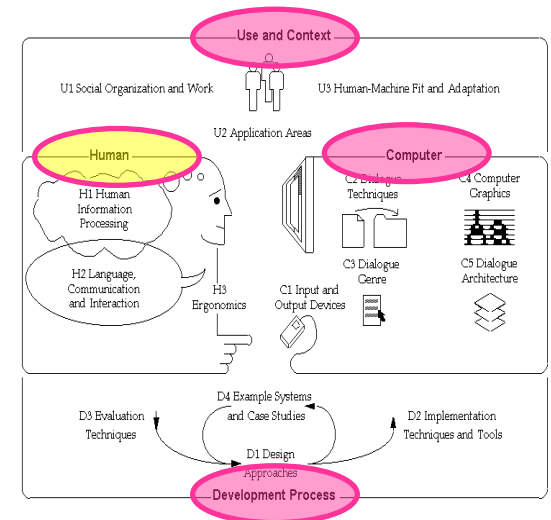 Use and Context
U1 Social Organization and Work
U3 Human-Machine Fit and Adaptation
U2 Application Areas
Human
H1 Human
Information
Processing
H2 Language,
Communication
and Interaction
H3
Ergonomics
Computer
C2 Dialogue
Techniques
C4 Computer
Graphics
C3 Dialogue
Genre
C5 Dialogue
Architecture
C1 Input and
Output Devices
D4 Example Systems
and Case Studies
D3 Evaluation
Techniques
D2 Implementation
Techniques and Tools
D1 Design
Approaches
Development Process